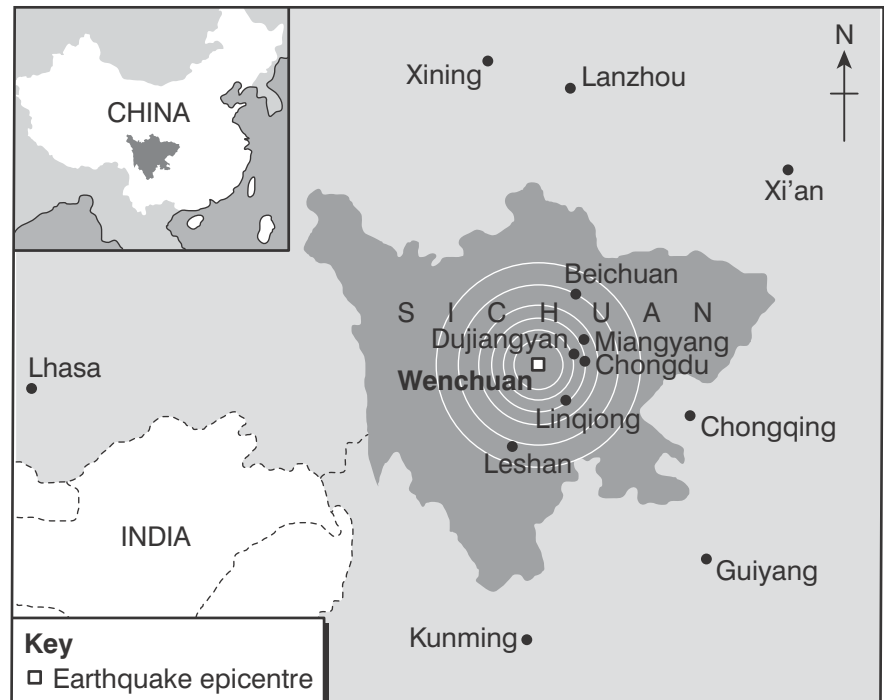 CHINA
N
Xining
Lanzhou
Xi'an
Beichuan
S I C H U A N
Dujiangyan
Miangyang
Chongdu
Wenchuan
Lhasa
Linqiong
Chongqing
Leshan
INDIA
Guiyang
Kunming
Key
Earthquake epicentre